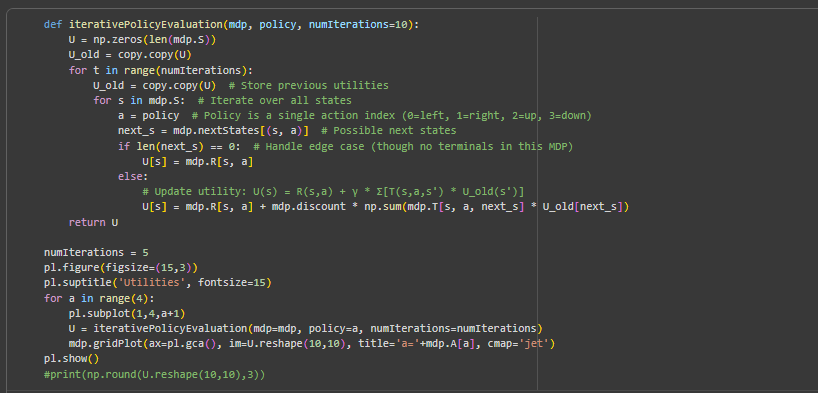 def iterativePolicyEvaluation(mdp, policy, numIterations=10):
    U = np.zeros(len(mdp.S))
    U_old = copy.copy(U)
    for t in range(numIterations):
        U_old = copy.copy(U)  # Store previous utilities
        for s in mdp.S:  # Iterate over all states
            a = policy  # Policy is a single action index (0=left, 1=right, 2=up, 3=down)
            next_s = mdp.nextStates[(s, a)]  # Possible next states
            if len(next_s) == 0:  # Handle edge case (though no terminals in this MDP)
                U[s] = mdp.R[s, a]
            else:
                # Update utility: U(s) = R(s,a) + γ * Σ[T(s,a,s') * U_old(s')]
                U[s] = mdp.R[s, a] + mdp.discount * np.sum(mdp.T[s, a, next_s] * U_old[next_s])
    return U

numIterations = 5
pl.figure(figsize=(15,3))
pl.suptitle('Utilities', fontsize=15)
for a in range(4):
    pl.subplot(1,4,a+1)
    U = iterativePolicyEvaluation(mdp=mdp, policy=a, numIterations=numIterations)
    mdp.gridPlot(ax=pl.gca(), im=U.reshape(10,10), title='a='+mdp.A[a], cmap='jet')
pl.show()
#print(np.round(U.reshape(10,10),3))